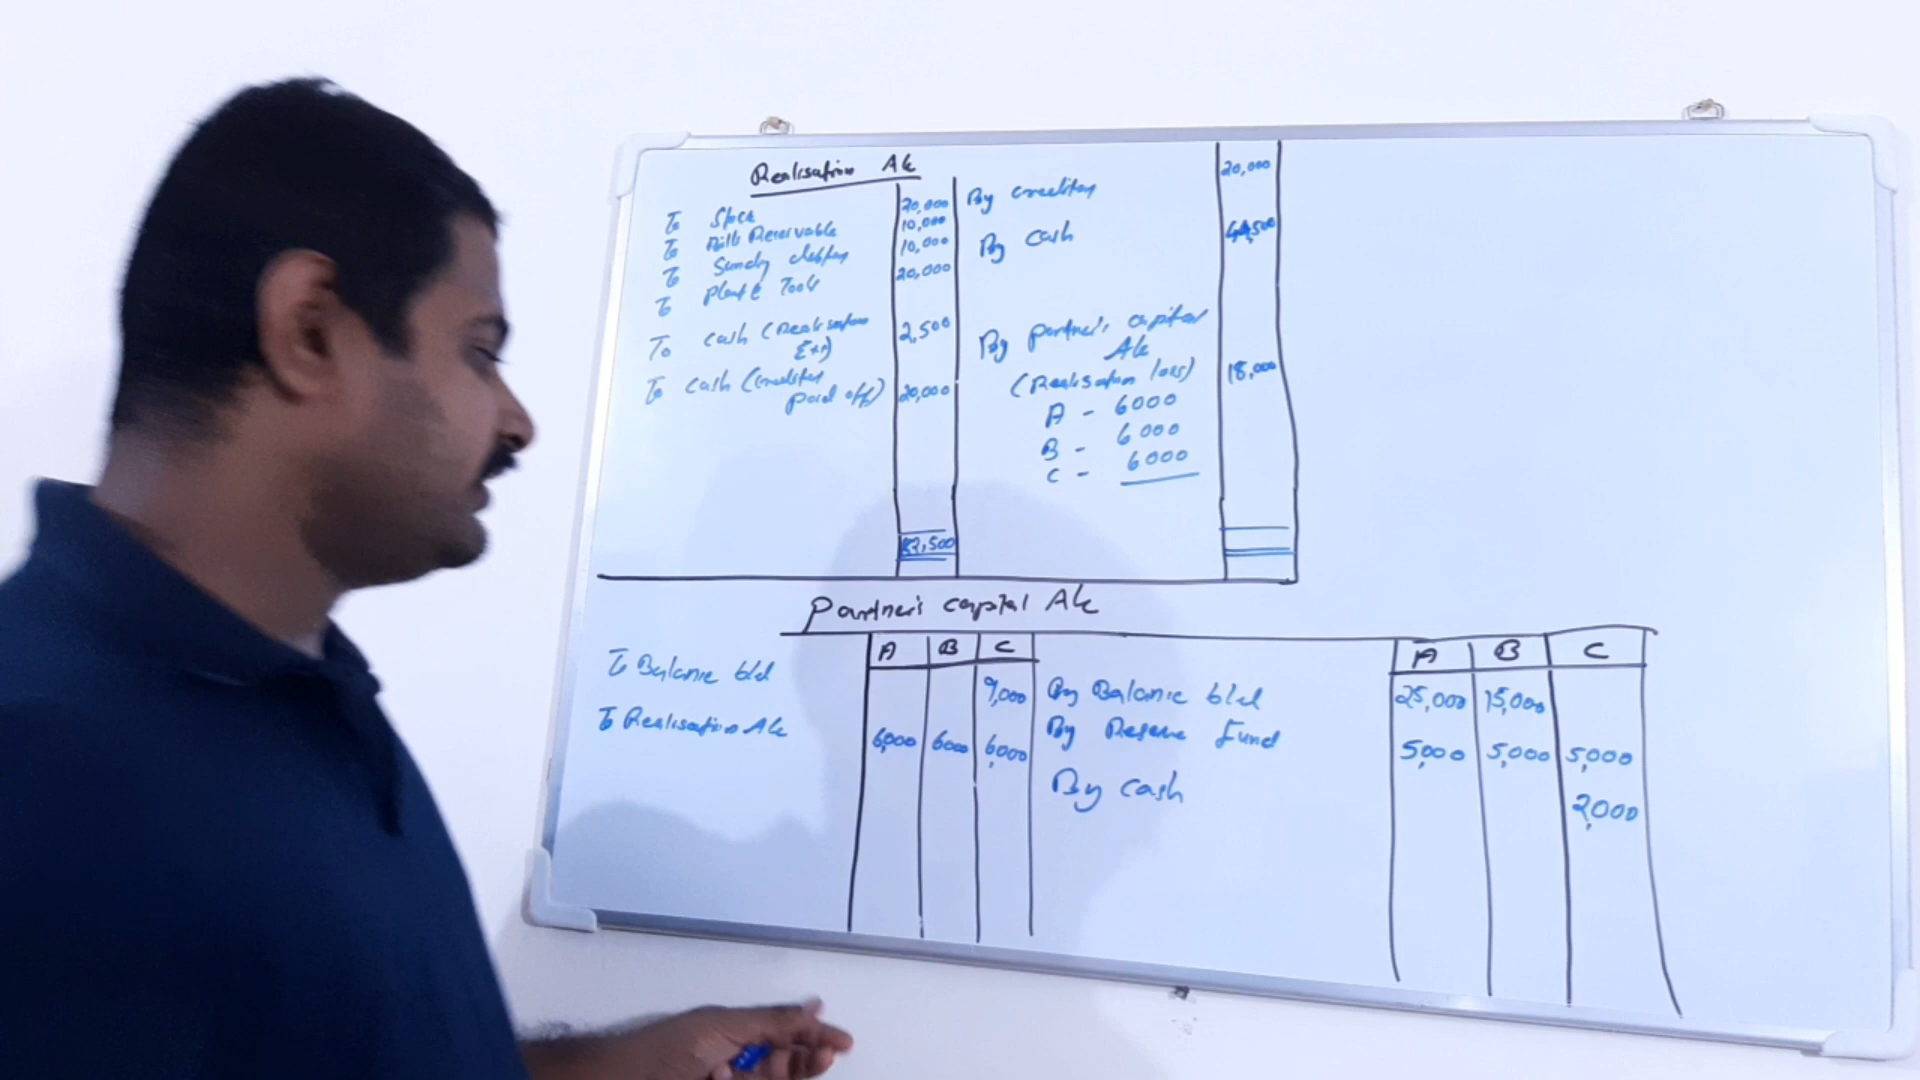 Realisation A/c
To Stock 20,000 By creditors 20,000
To Bills Receivable 10,000
To Sundry debtors 10,000 By cash 44,500
To Plant & Tools 20,000
To cash (Realisation Exp) 2,500 By partner's capital A/c
(Realisation loss) 18,000
To cash (creditors paid off) 20,000
A - 6000
B - 6000
C - 6000
82,500
Partner's capital A/c
A B C A B C
To Balance b/d 9,000 By Balance b/d 25,000 15,000
To Realisation A/c 6,000 6000 6,000 By Reserve Fund 5,000 5,000 5,000
By cash 2,000